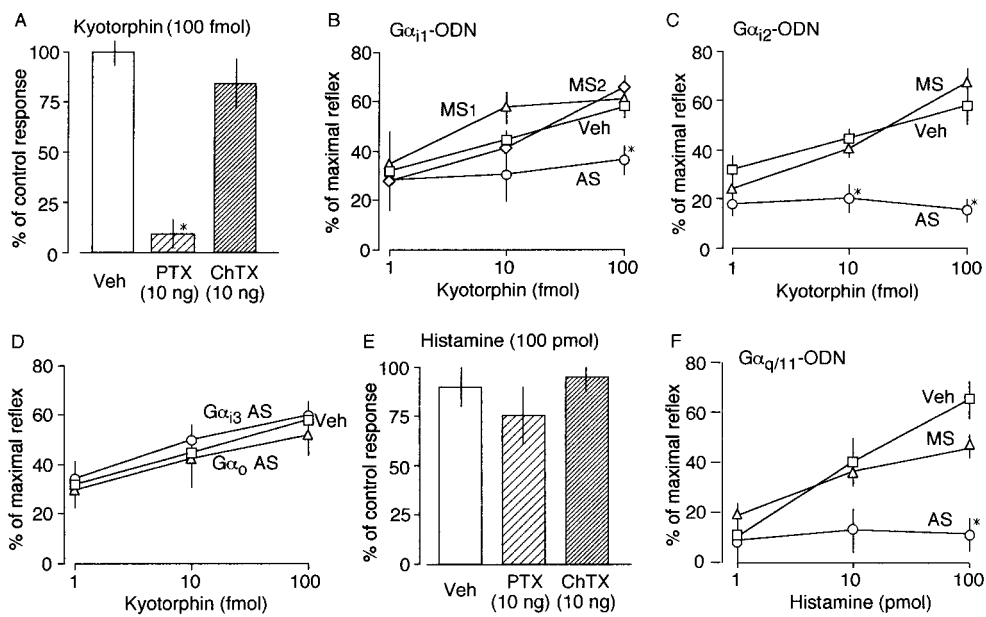 A
Kyotorphin (100 fmol)
% of control response
100
75
50
25
0
*
Veh
PTX
(10 ng)
ChTX
(10 ng)
B
Gαi1-ODN
% of maximal reflex
80
60
40
20
0
MS1
MS2
Veh
AS
*
1
10
100
Kyotorphin (fmol)
C
Gαi2-ODN
% of maximal reflex
80
60
40
20
0
MS
Veh
AS
*
*
1
10
100
Kyotorphin (fmol)
D
% of maximal reflex
80
60
40
20
0
Gαi3 AS
Veh
Gαo AS
1
10
100
Kyotorphin (fmol)
E
Histamine (100 pmol)
% of control response
100
75
50
25
0
Veh
PTX
(10 ng)
ChTX
(10 ng)
F
Gαq/11-ODN
% of maximal reflex
80
60
40
20
0
Veh
MS
AS
*
1
10
100
Histamine (pmol)